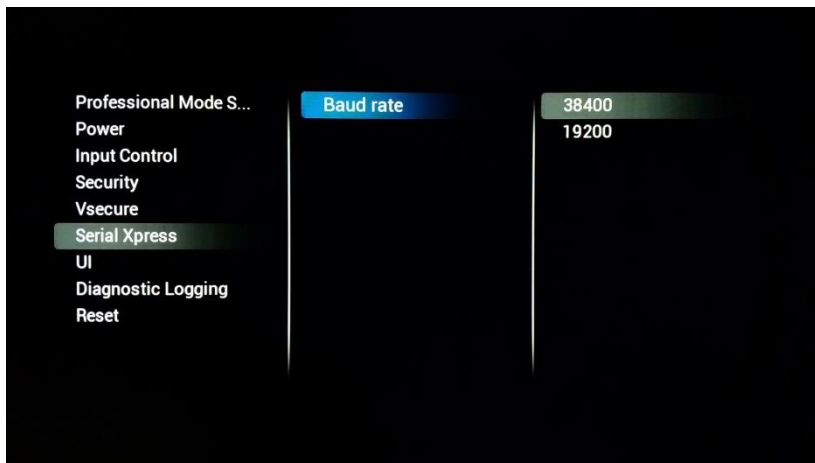 Professional Mode S...
Power
Input Control
Security
Vsecure
Serial Xpress
UI
Diagnostic Logging
Reset
Baud rate
38400
19200